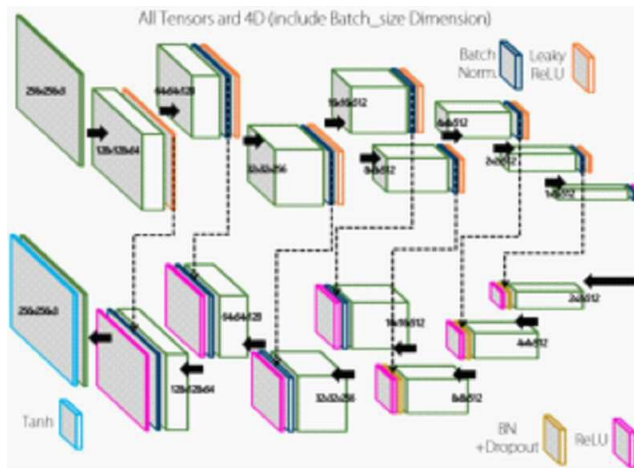 All Tensors ard 4D (include Batch_size Dimension)
Batch
Norm.
Leaky
ReLU
256x256x3
128x128x64
64x64x128
32x32x256
16x16x512
8x8x512
4x4x512
2x2x512
1x1x512
256x256x3
128x128x64
64x64x128
32x32x256
16x16x512
8x8x512
4x4x512
2x2x512
Tanh
BN
+Dropout
ReLU